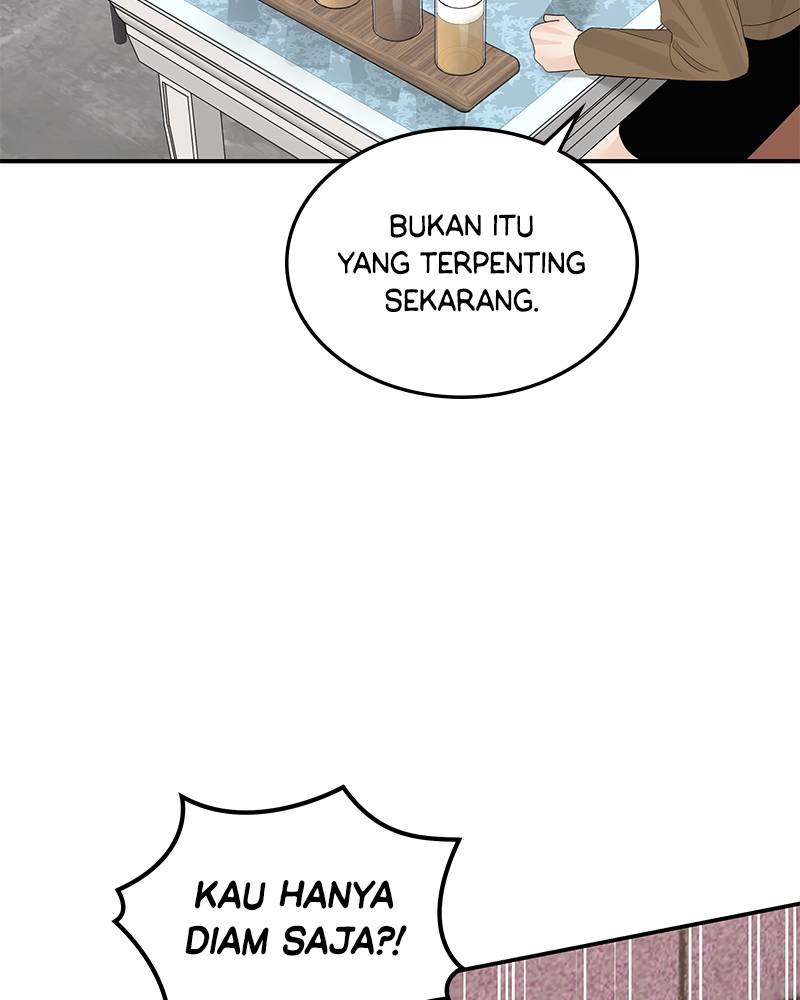 BUKAN ITU
YANG TERPENTING
SEKARANG.
KAU HANYA
DIAM SAJA?!